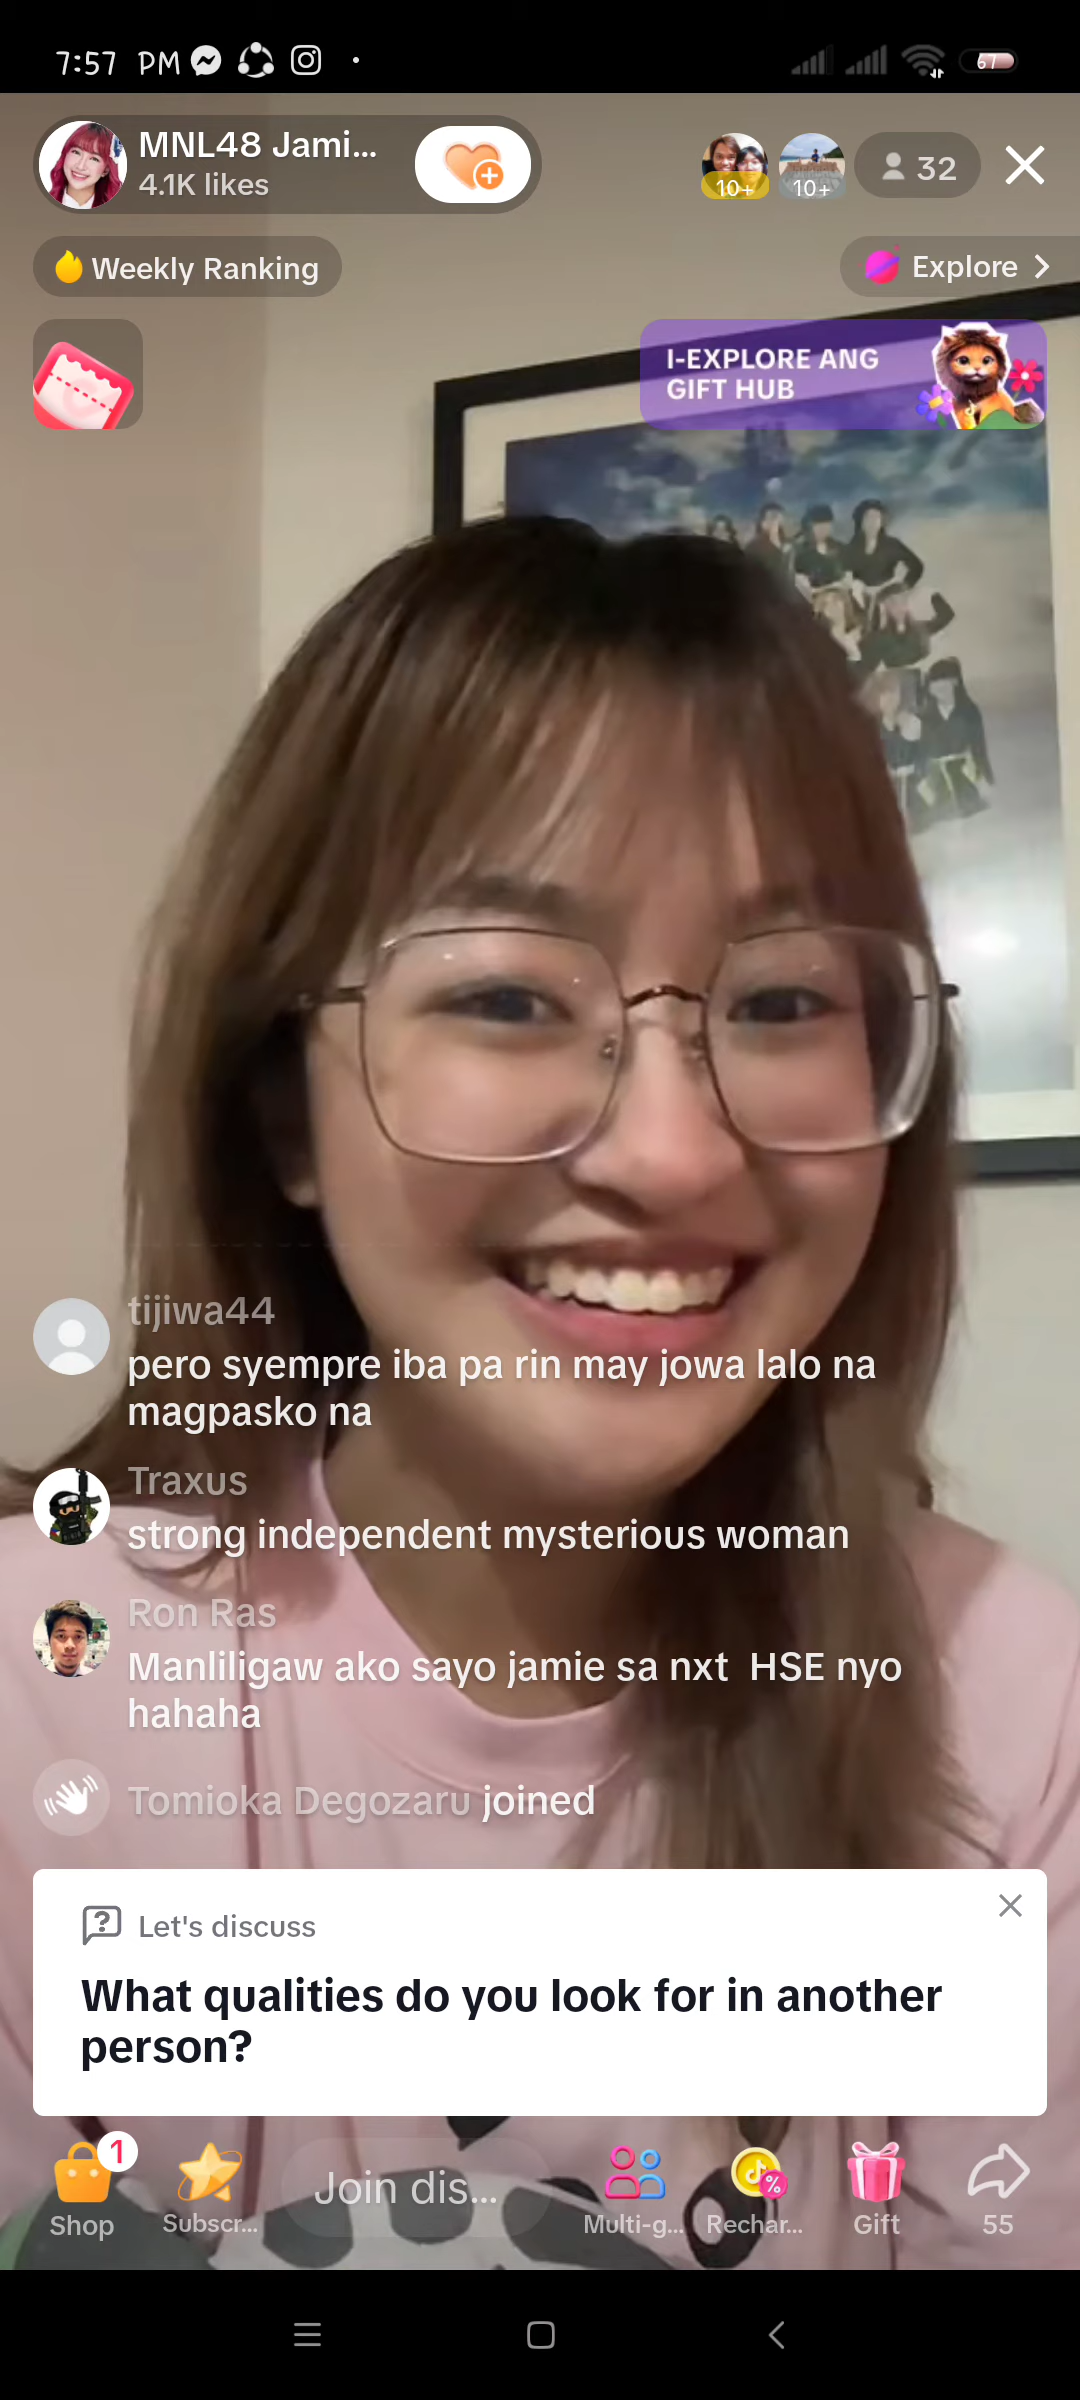 7:57 PM
67
MNL48 Jami...
4.1K likes
10+
10+
32
Weekly Ranking
Explore
I-EXPLORE ANG
GIFT HUB
tijiwa44
pero syempre iba pa rin may jowa lalo na
magpasko na
Traxus
strong independent mysterious woman
Ron Ras
Manliligaw ako sayo jamie sa nxt HSE nyo
hahaha
Tomioka Degozaru joined
Let's discuss
What qualities do you look for in another
person?
1
Join dis...
Shop
Subscr...
Multi-g...
Rechar...
Gift
55